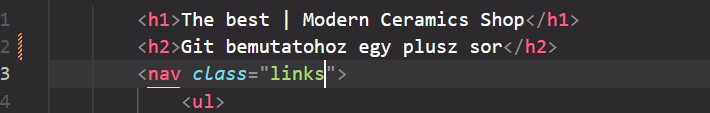 1 <h1>The best | Modern Ceramics Shop</h1>
2 <h2>Git bemutatohoz egy plusz sor</h2>
3 <nav class="links">
4 <ul>